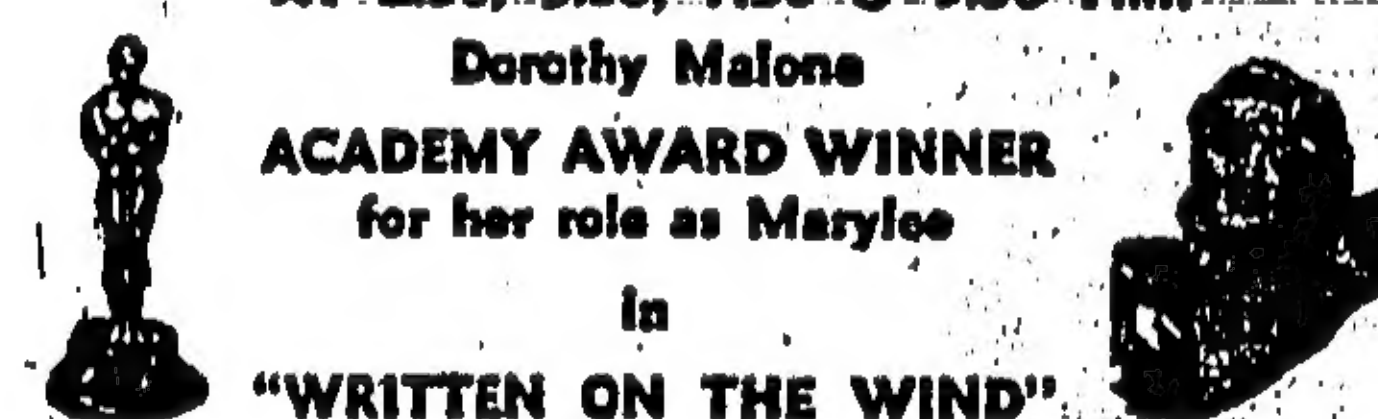 Dorothy Malone
ACADEMY AWARD WINNER
for her role as Marylee
in
"WRITTEN ON THE WIND"